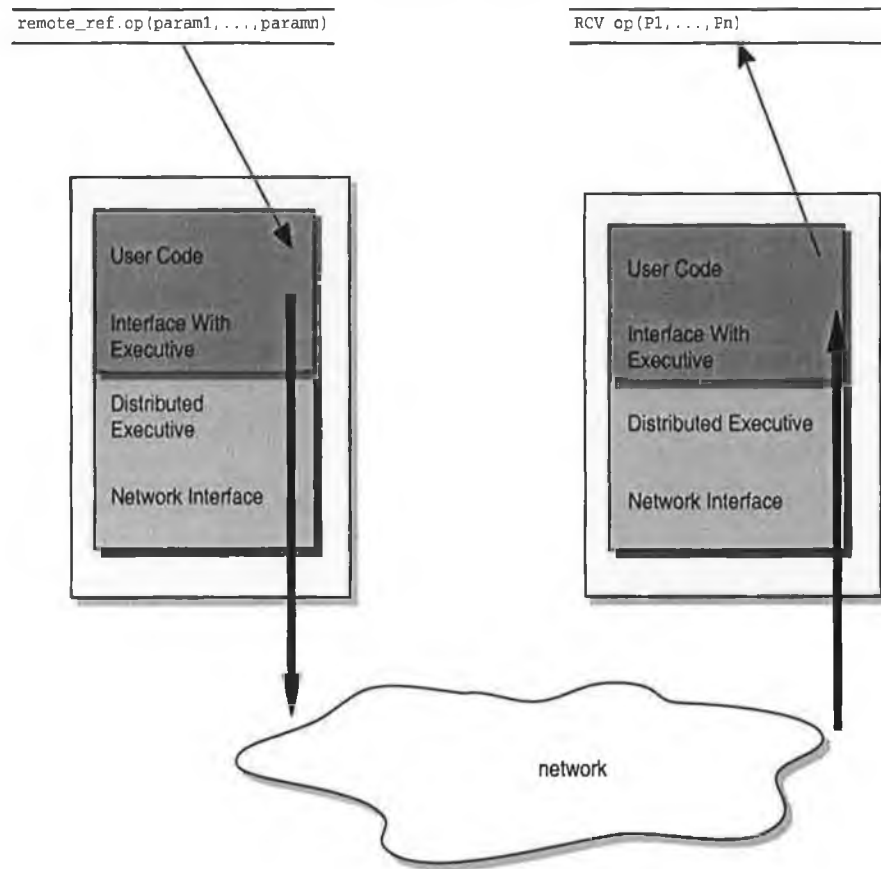 remote_ref.op(param1,...,paramn)
RCV op(P1,...,Pn)
User Code
Interface With
Executive
Distributed
Executive
Network Interface
User Code
Interface With
Executive
Distributed Executive
Network Interface
network